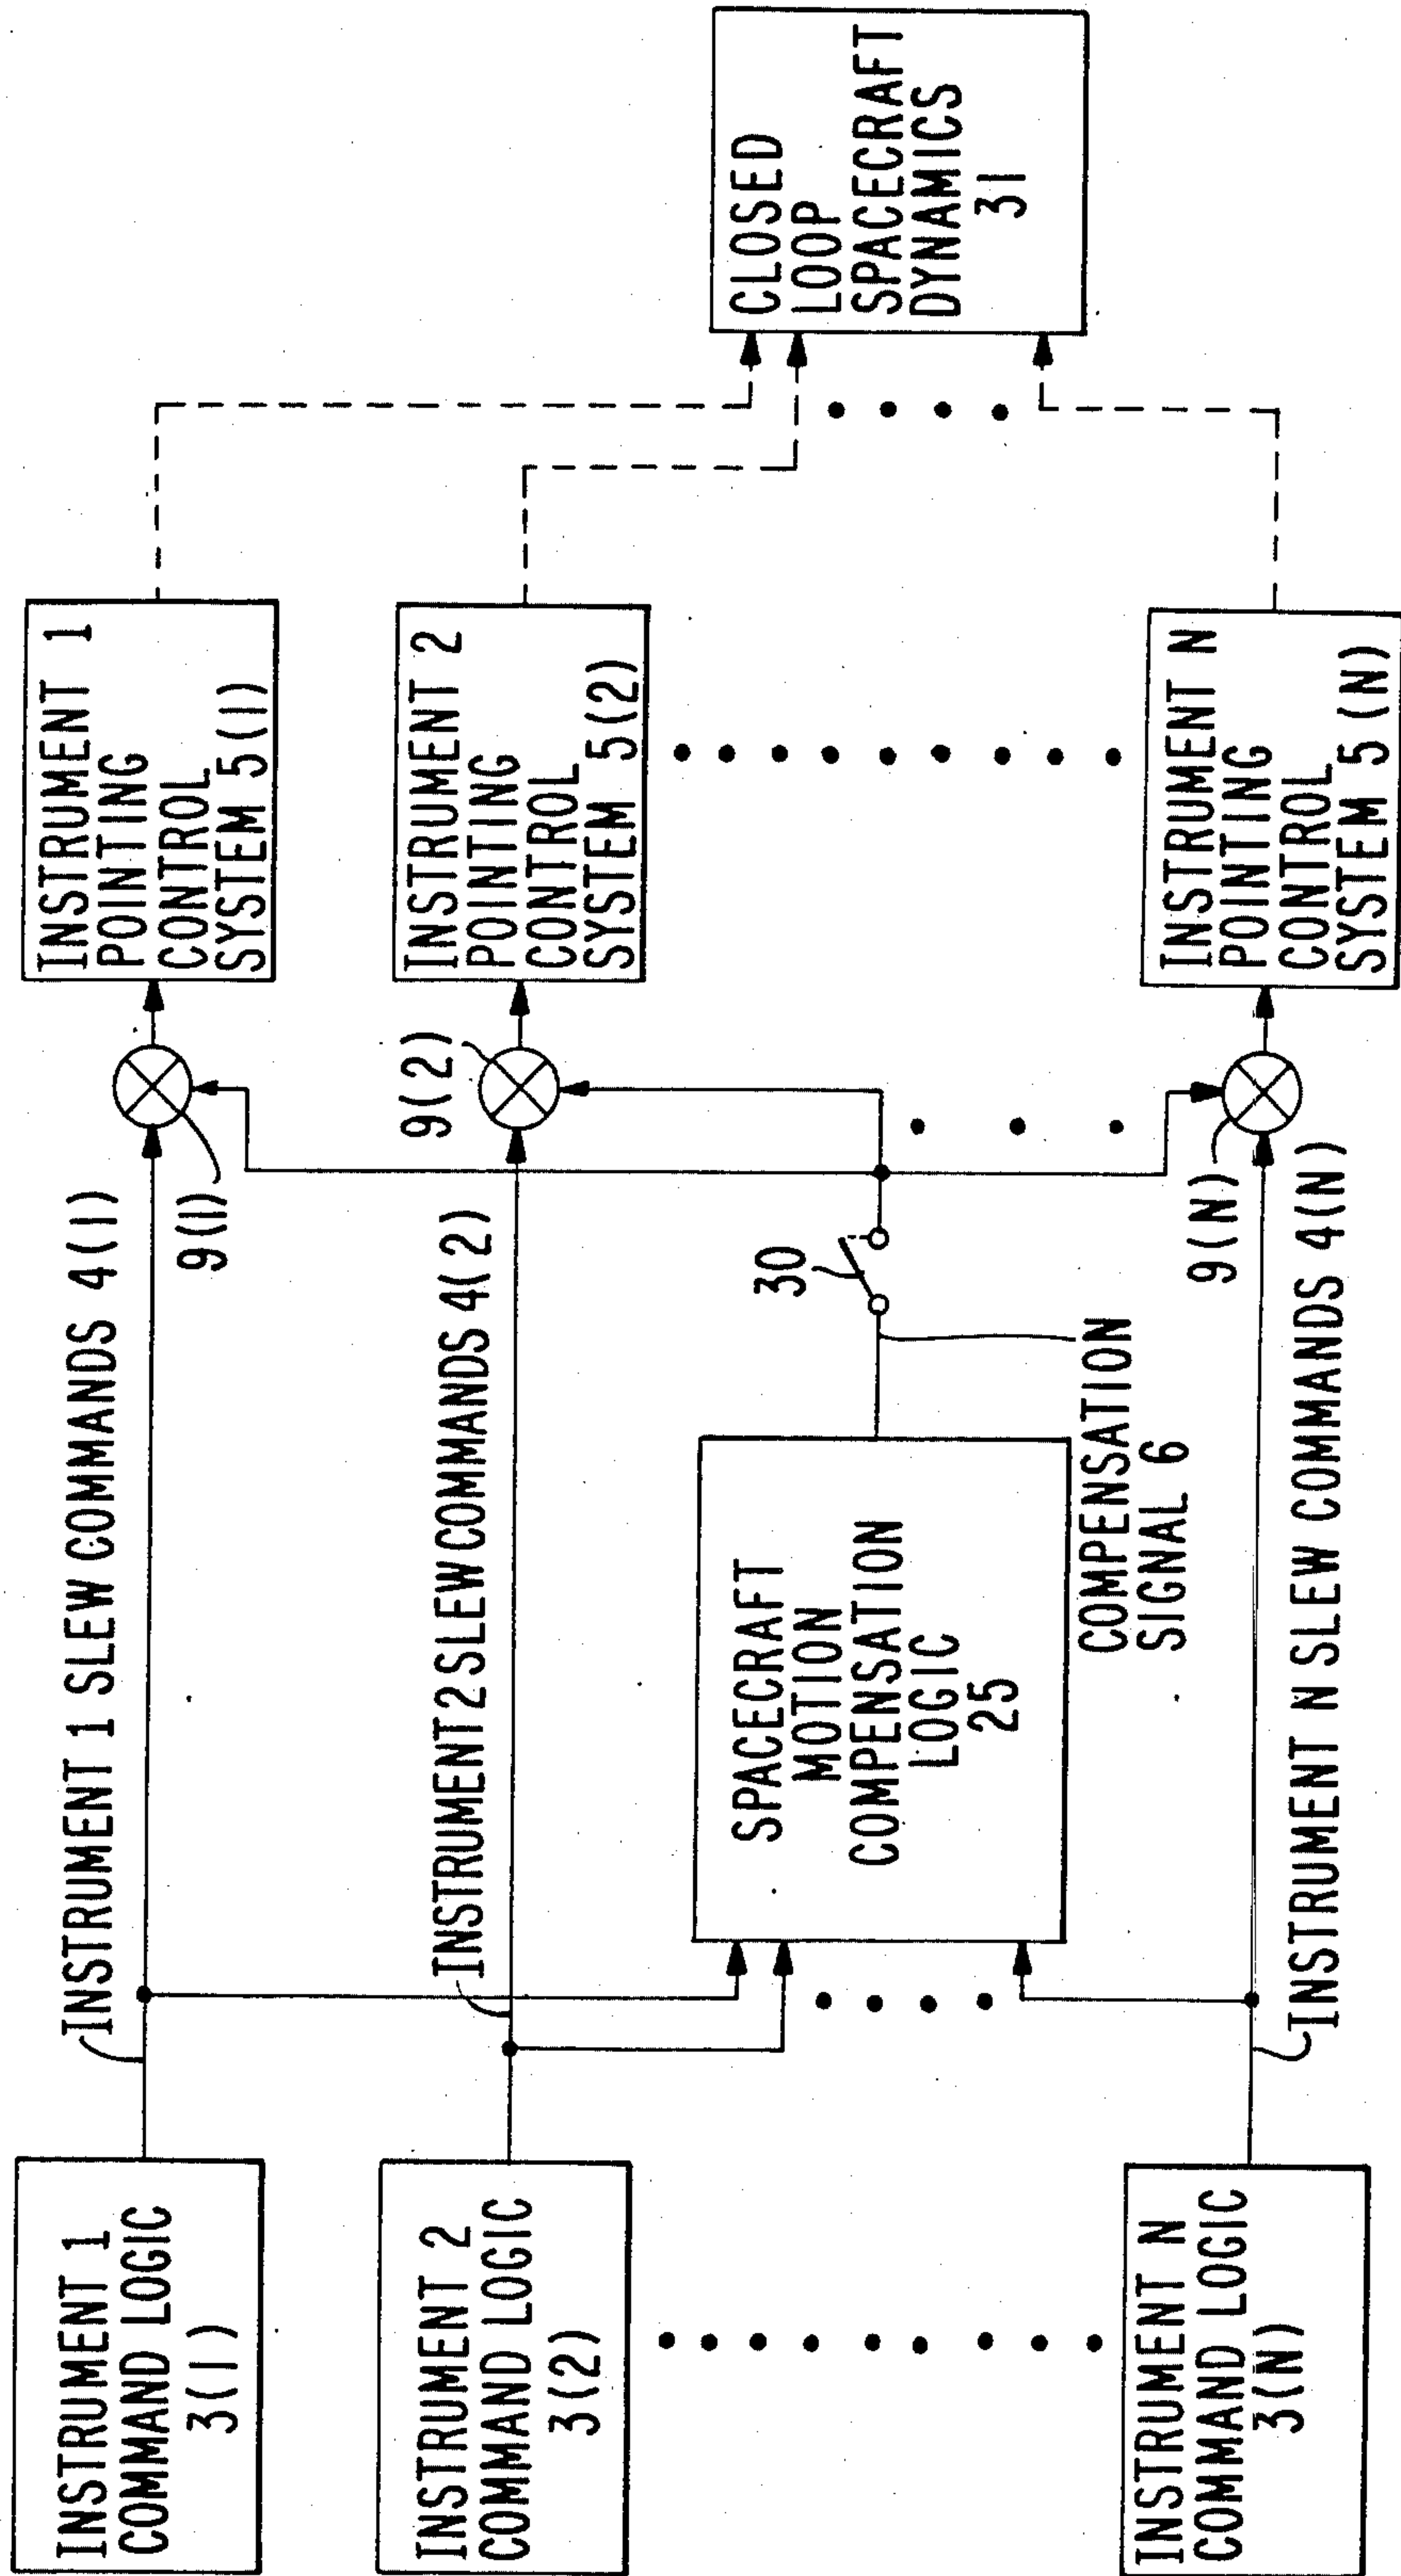 INSTRUMENT 1
COMMAND LOGIC
3(1)
INSTRUMENT 1 SLEW COMMANDS 4(1)
9(1)
INSTRUMENT 1
POINTING
CONTROL
SYSTEM 5(1)
INSTRUMENT 2
COMMAND LOGIC
3(2)
INSTRUMENT 2 SLEW COMMANDS 4(2)
9(2)
INSTRUMENT 2
POINTING
CONTROL
SYSTEM 5(2)
SPACECRAFT
MOTION
COMPENSATION
LOGIC
25
30
COMPENSATION
SIGNAL 6
CLOSED
LOOP
SPACECRAFT
DYNAMICS
31
INSTRUMENT N
COMMAND LOGIC
3(N)
INSTRUMENT N SLEW COMMANDS 4(N)
9(N)
INSTRUMENT N
POINTING
CONTROL
SYSTEM 5(N)